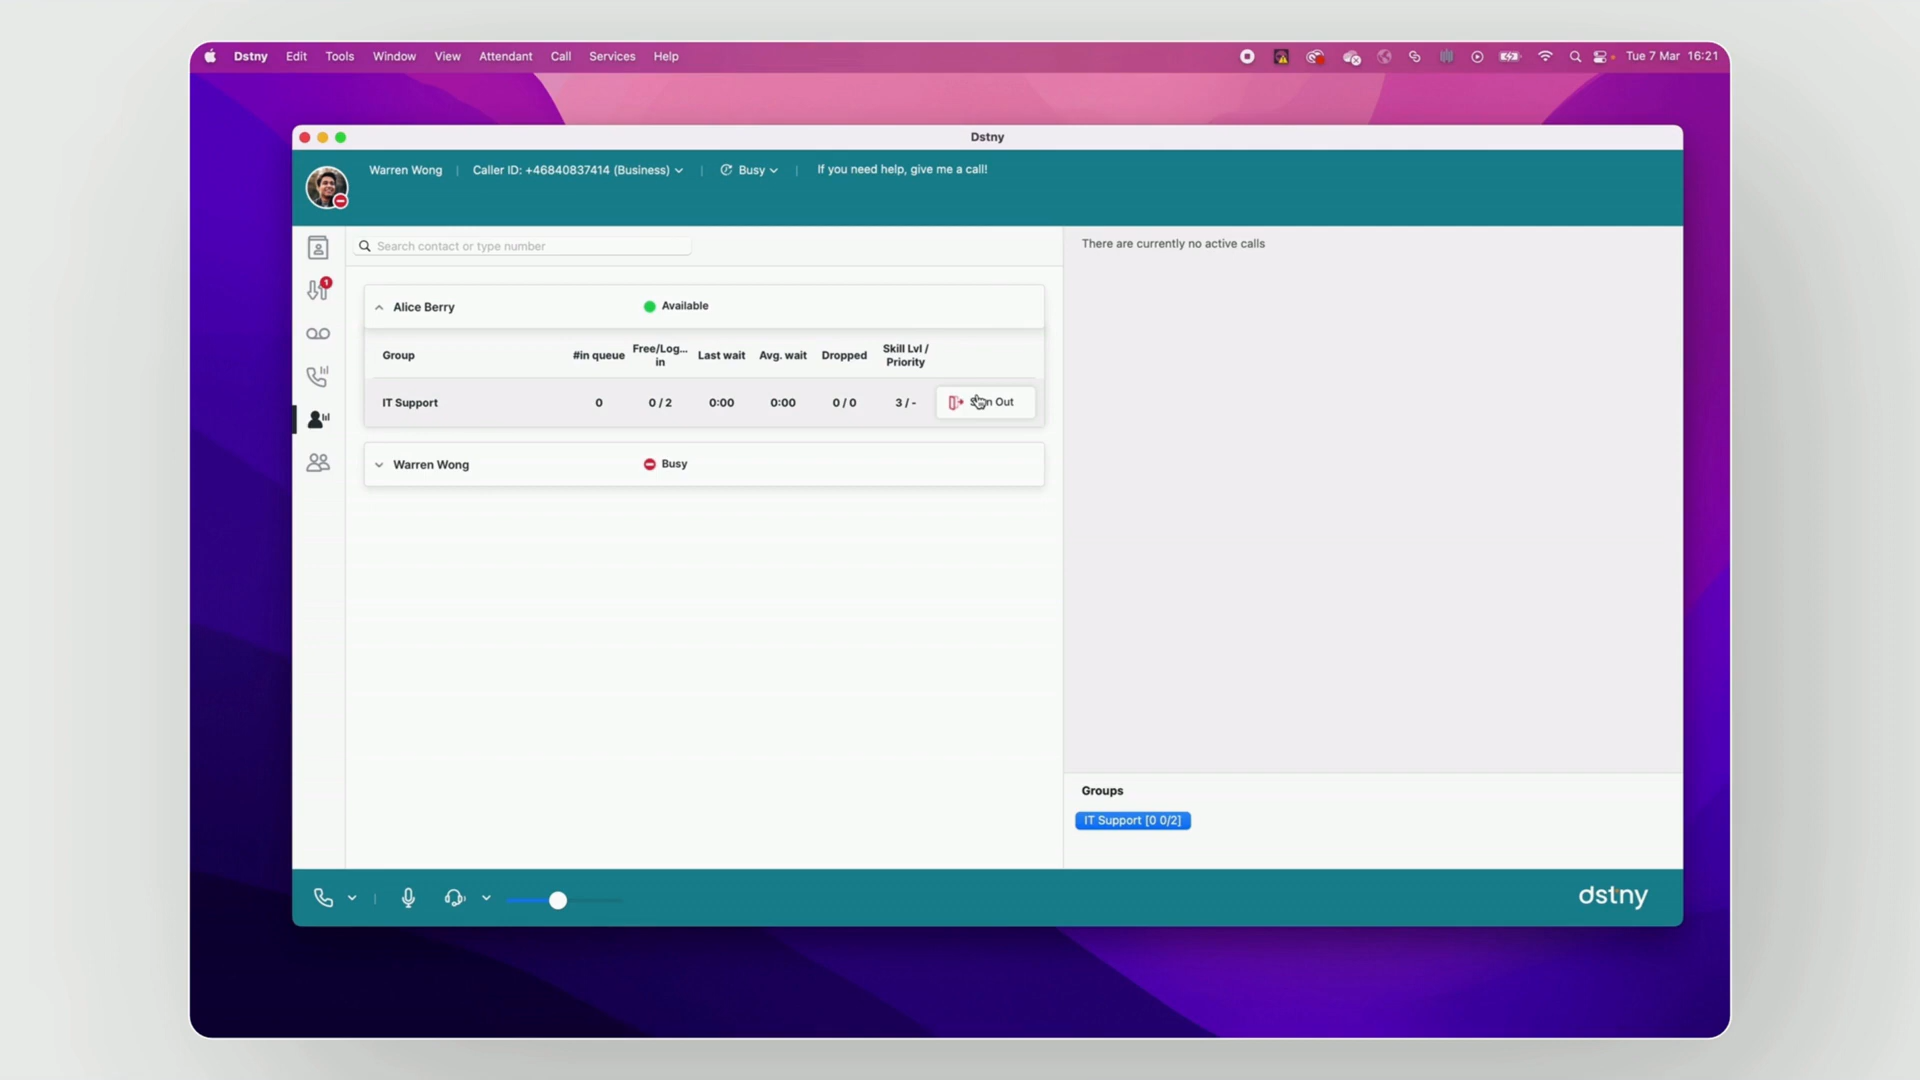 Dstny Edit Tools Window View Attendant Call Services Help
Tue 7 Mar 16:21
Dstny
Warren Wong | Caller ID: +46840837414 (Business) | Busy | If you need help, give me a call!
Search contact or type number
There are currently no active calls
1
Alice Berry Available
Group #in queue Free/Log... in Last wait Avg. wait Dropped Skill Lvl / Priority
IT Support 0 0 / 2 0:00 0:00 0 / 0 3 / - Out
Warren Wong Busy
Groups
IT Support [0 0/2]
dstny